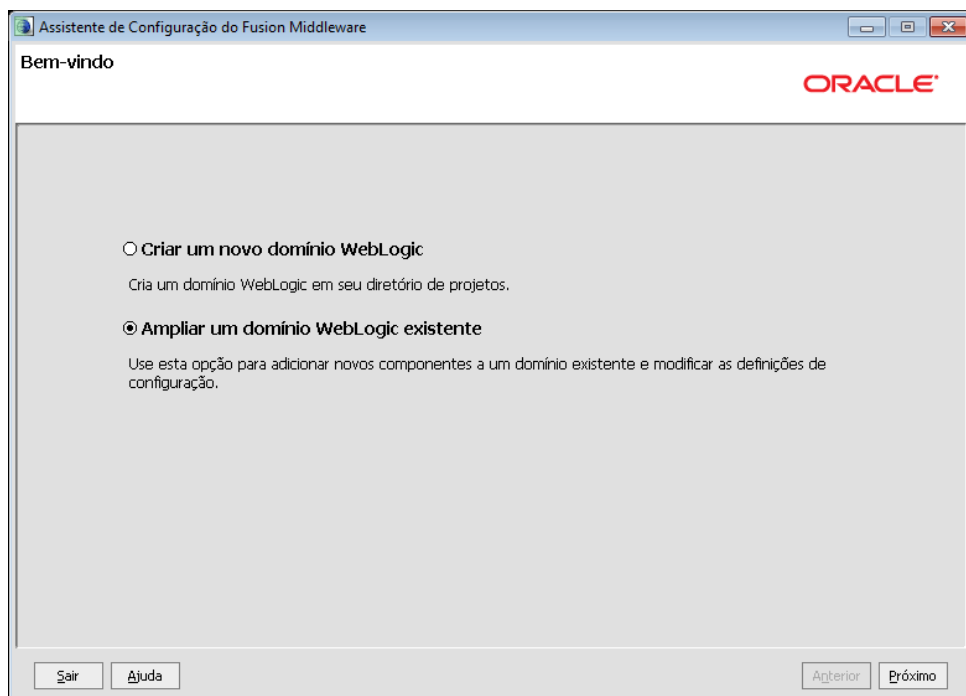 Assistente de Configuração do Fusion Middleware
Bem-vindo
ORACLE
Criar um novo domínio WebLogic
Cria um domínio WebLogic em seu diretório de projetos.
Ampliar um domínio WebLogic existente
Use esta opção para adicionar novos componentes a um domínio existente e modificar as definições de
configuração.
Sair Ajuda Anterior Próximo